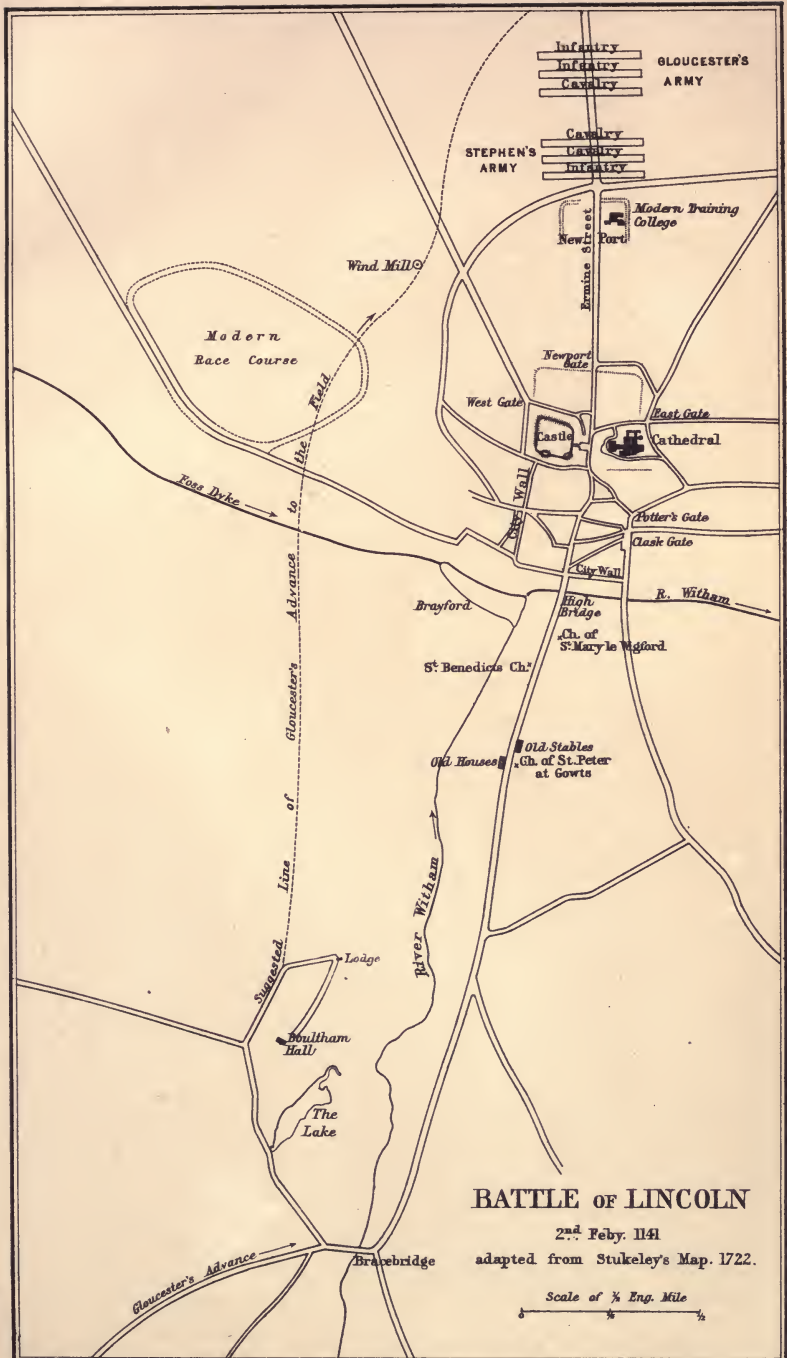 Infantry
Infantry
Cavalry
GLOUCESTER'S
ARMY
Cavalry
Cavalry
Infantry
STEPHEN'S
ARMY
Modern Training
College
New Port
Ermine Street
Wind Mill
Modern
Race Course
Newport
Gate
West Gate
East Gate
Castle
Cathedral
City Wall
Foss Dyke
Potter's Gate
Clask Gate
City Wall
R. Witham
Brayford
High
Bridge
Ch. of
St. Mary le Wigford
St. Benedicts Ch.
Old Stables
Old Houses
Ch. of St. Peter
at Gowts
River Witham
Suggested Line of Gloucester's Advance to the Field
Lodge
Boultham
Hall
The
Lake
Bracebridge
Gloucester's Advance
BATTLE OF LINCOLN
2nd. Feby. 1141
adapted from Stukeley's Map. 1722.
Scale of ½ Eng. Mile
0 ¼ ½